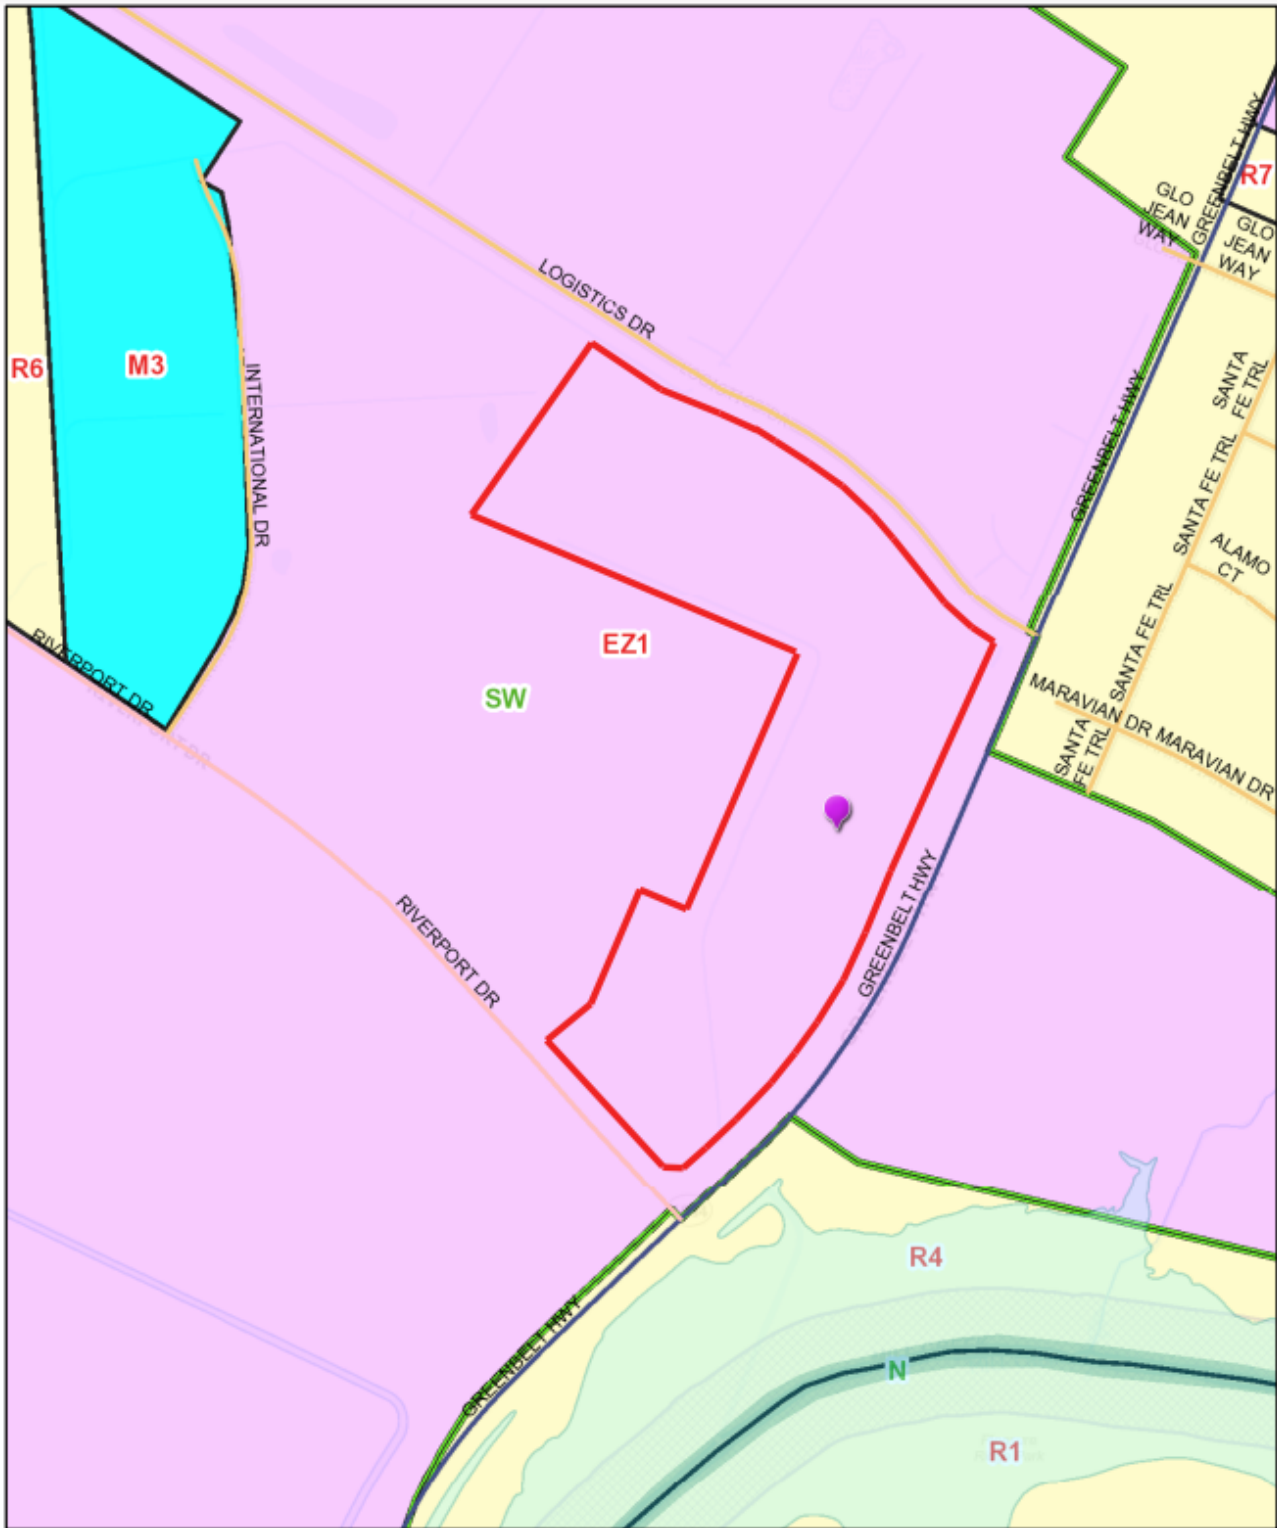 GREENBELT HWY
R7
GLO
JEAN
WAY
GLO
JEAN
WAY
LOGISTICS DR
R6
M3
INTERNATIONAL DR
SANTA
FE TRL
GREENBELT HWY
SANTA FE TRL
ALAMO
CT
SANTA FE TRL
RIVERPORT DR
EZ1
SW
MARAVIAN DR
MARAVIAN DR
SANTA
FE TRL
RIVERPORT DR
GREENBELT HWY
R4
GREENBELT HWY
N
R1